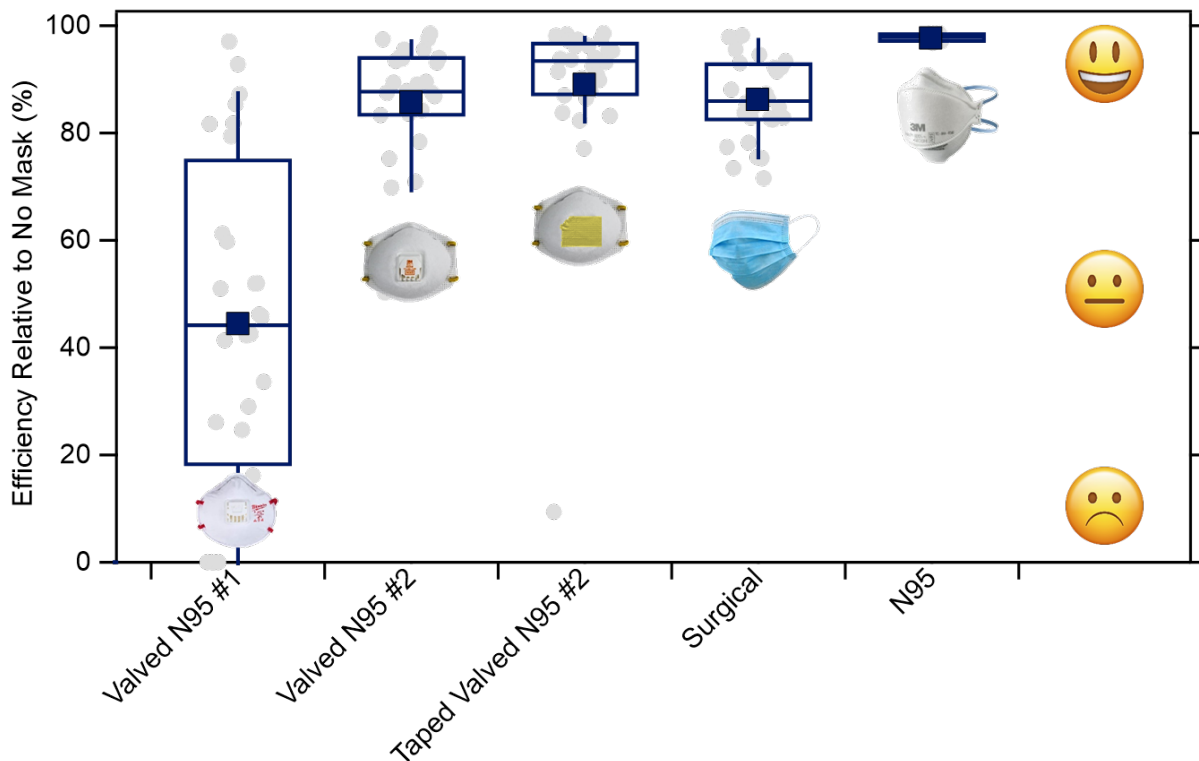 Efficiency Relative to No Mask (%)
100
80
60
40
20
0
Valved N95 #1
Valved N95 #2
Taped Valved N95 #2
Surgical
N95
3M